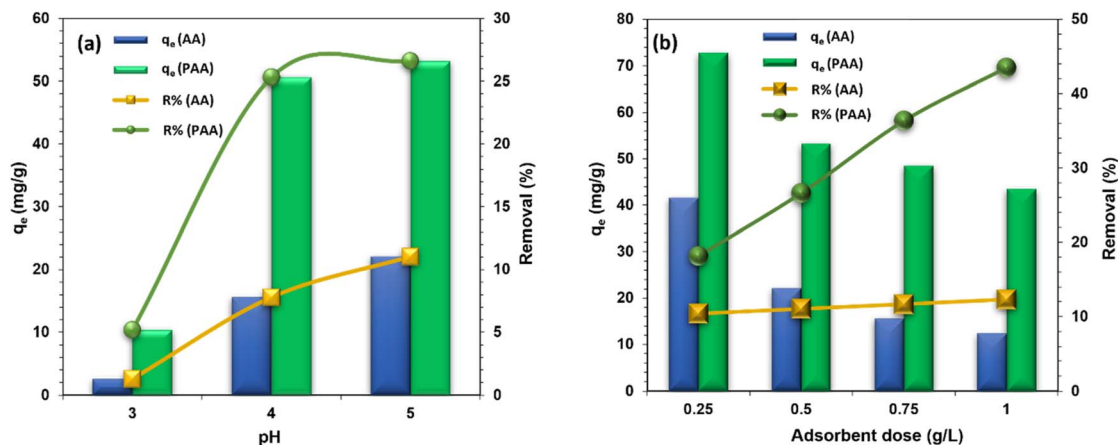 (a)
qe (AA)
qe (PAA)
R% (AA)
R% (PAA)
60
50
40
30
20
10
0
qe (mg/g)
30
25
20
15
10
5
0
Removal (%)
3 4 5
pH
(b)
qe (AA)
qe (PAA)
R% (AA)
R% (PAA)
80
70
60
50
40
30
20
10
0
qe (mg/g)
50
40
30
20
10
0
Removal (%)
0.25 0.5 0.75 1
Adsorbent dose (g/L)